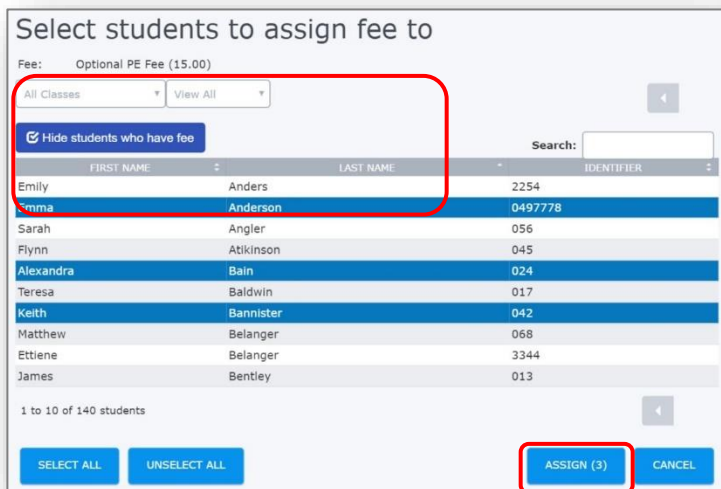 Select students to assign fee to
Fee: Optional PE Fee (15.00)
All Classes View All
Hide students who have fee Search:
FIRST NAME LAST NAME IDENTIFIER
Emily Anders 2254
Emma Anderson 0497778
Sarah Angler 056
Flynn Atikinson 045
Alexandra Bain 024
Teresa Baldwin 017
Keith Bannister 042
Matthew Belanger 068
Ettiene Belanger 3344
James Bentley 013
1 to 10 of 140 students
SELECT ALL UNSELECT ALL ASSIGN (3) CANCEL